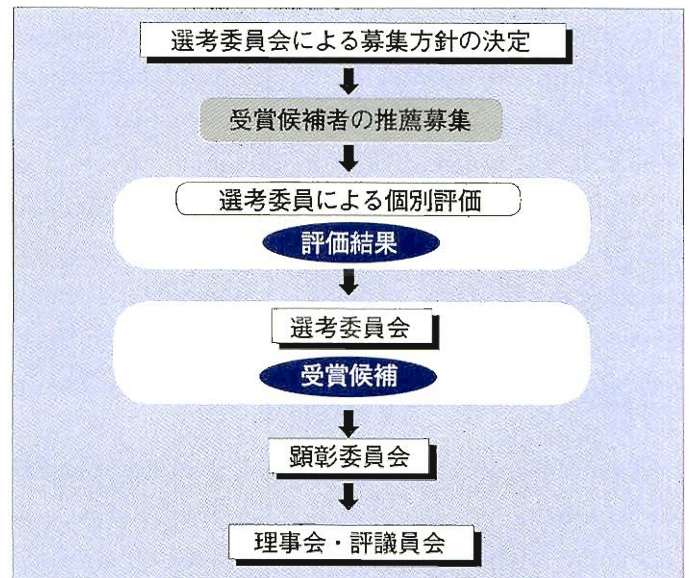 選考委員会による募集方針の決定
受賞候補者の推薦募集
選考委員による個別評価
評価結果
選考委員会
受賞候補
顕彰委員会
理事会・評議員会